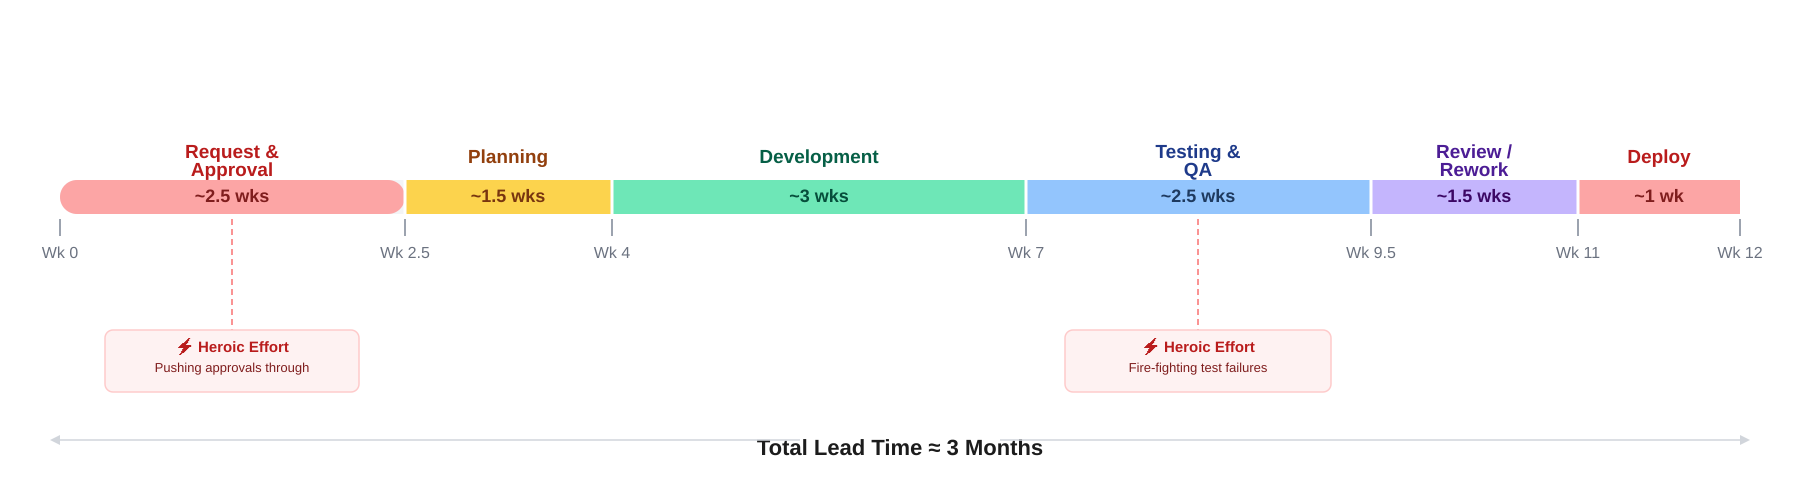 Request &
Approval
Planning
Development
Testing &
QA
Review /
Rework
Deploy
~2.5 wks
~1.5 wks
~3 wks
~2.5 wks
~1.5 wks
~1 wk
Wk 0
Wk 2.5
Wk 4
Wk 7
Wk 9.5
Wk 11
Wk 12
⚡ Heroic Effort
Pushing approvals through
⚡ Heroic Effort
Fire-fighting test failures
Total Lead Time ≈ 3 Months